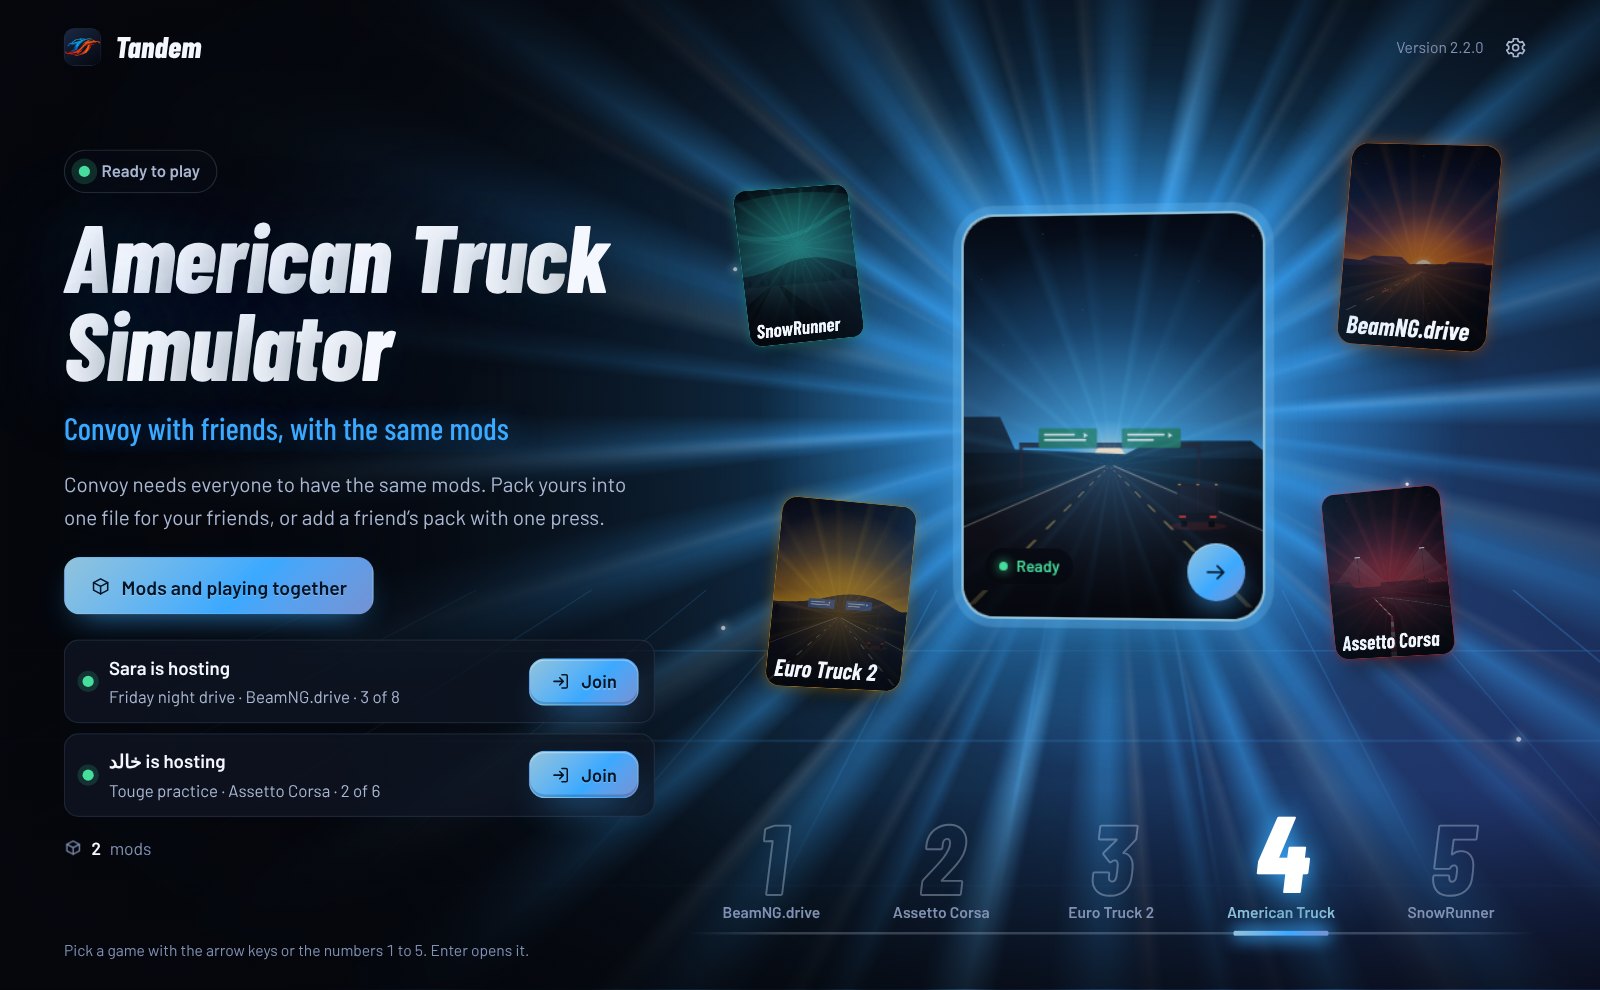 Tandem
Version 2.2.0
Ready to play
American Truck
Simulator
Convoy with friends, with the same mods
Convoy needs everyone to have the same mods. Pack yours into
one file for your friends, or add a friend's pack with one press.
Mods and playing together
Sara is hosting
Friday night drive · BeamNG.drive · 3 of 8
Join
خالد is hosting
Touge practice · Assetto Corsa · 2 of 6
Join
2 mods
Pick a game with the arrow keys or the numbers 1 to 5. Enter opens it.
SnowRunner
BeamNG.drive
Ready
Euro Truck 2
Assetto Corsa
1 2 3 4 5
BeamNG.drive Assetto Corsa Euro Truck 2 American Truck SnowRunner